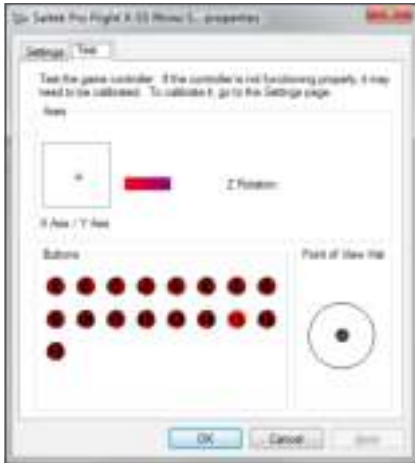 Saitek Pro Flight X-55 Rhino S... properties
Settings
Test
Test the game controller. If the controller is not functioning properly, it may
need to be calibrated. To calibrate it, go to the Settings page.
Axes
Z Rotation
X Axis / Y Axis
Buttons
Point of View Hat
OK
Cancel
Apply